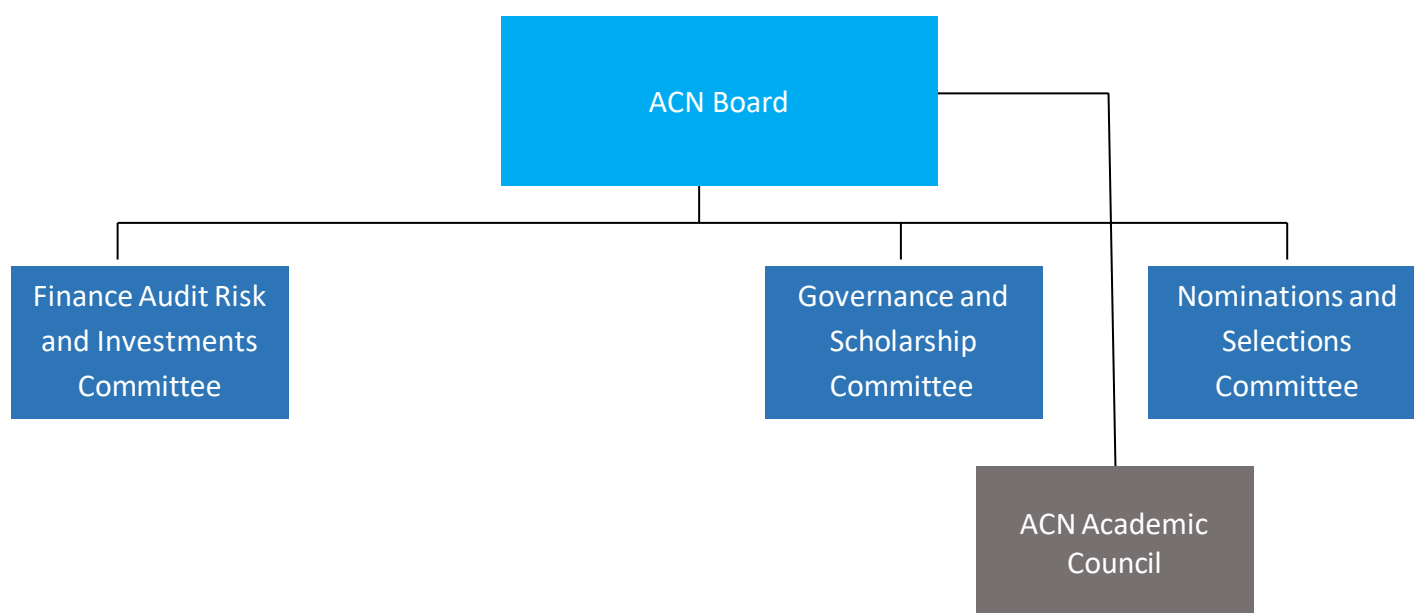 ACN Board
Finance Audit Risk
and Investments
Committee
Governance and
Scholarship
Committee
Nominations and
Selections
Committee
ACN Academic
Council